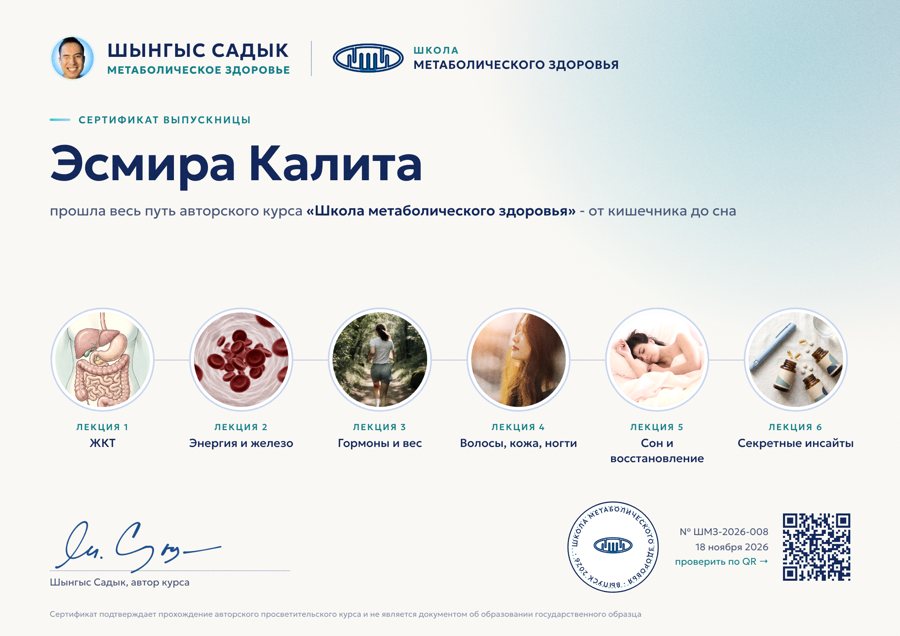 ШЫНГЫС САДЫК
МЕТАБОЛИЧЕСКОЕ ЗДОРОВЬЕ
ШКОЛА
МЕТАБОЛИЧЕСКОГО ЗДОРОВЬЯ
СЕРТИФИКАТ ВЫПУСКНИЦЫ
Эсмира Калита
прошла весь путь авторского курса «Школа метаболического здоровья» - от кишечника до сна
ЛЕКЦИЯ 1
ЖКТ
ЛЕКЦИЯ 2
Энергия и железо
ЛЕКЦИЯ 3
Гормоны и вес
ЛЕКЦИЯ 4
Волосы, кожа, ногти
ЛЕКЦИЯ 5
Сон и
восстановление
ЛЕКЦИЯ 6
Секретные инсайты
Шынгыс Садык, автор курса
ШКОЛА МЕТАБОЛИЧЕСКОГО ЗДОРОВЬЯ · ВЫПУСК 2026 ·
№ ШМЗ-2026-008
18 ноября 2026
проверить по QR →
Сертификат подтверждает прохождение авторского просветительского курса и не является документом об образовании государственного образца